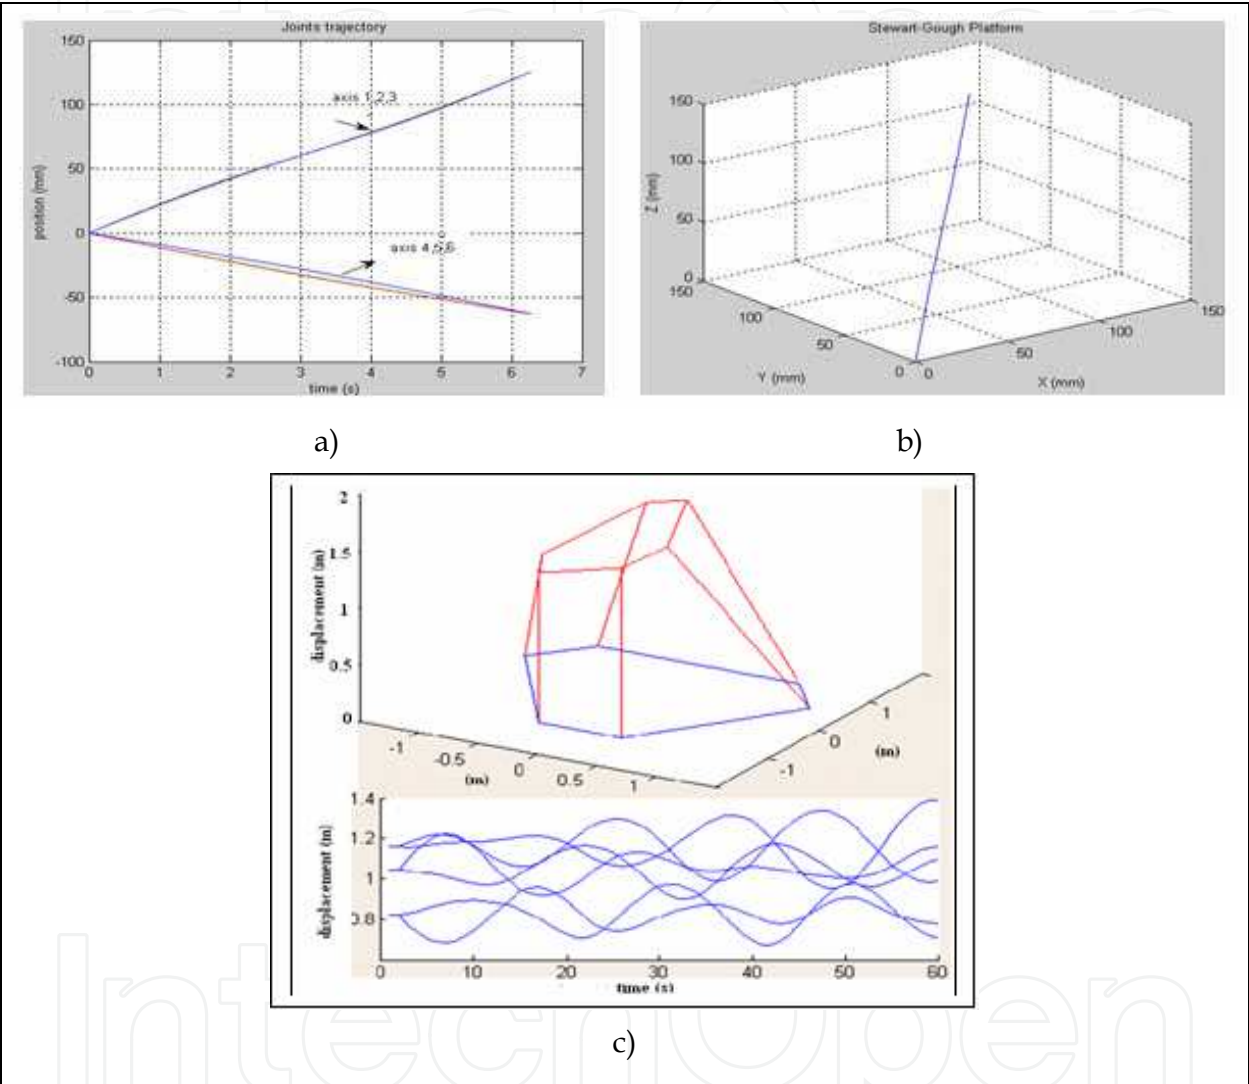 Joints trajectory
150
100
50
0
-50
-100
position (mm)
axis 1,2,3
axis 4,5,6
0 1 2 3 4 5 6 7
time (s)
Stewart-Gough Platform
150
100
50
0
Z (mm)
150
100
50
0
Y (mm)
0
50
100
150
X (mm)
a)
b)
2
1.5
1
0.5
0
displacement (m)
-1
-0.5
0
0.5
1
(m)
-1
0
1
(m)
1.4
1.2
1
0.8
displacement (m)
0 10 20 30 40 50 60
time (s)
c)
IntechOpen